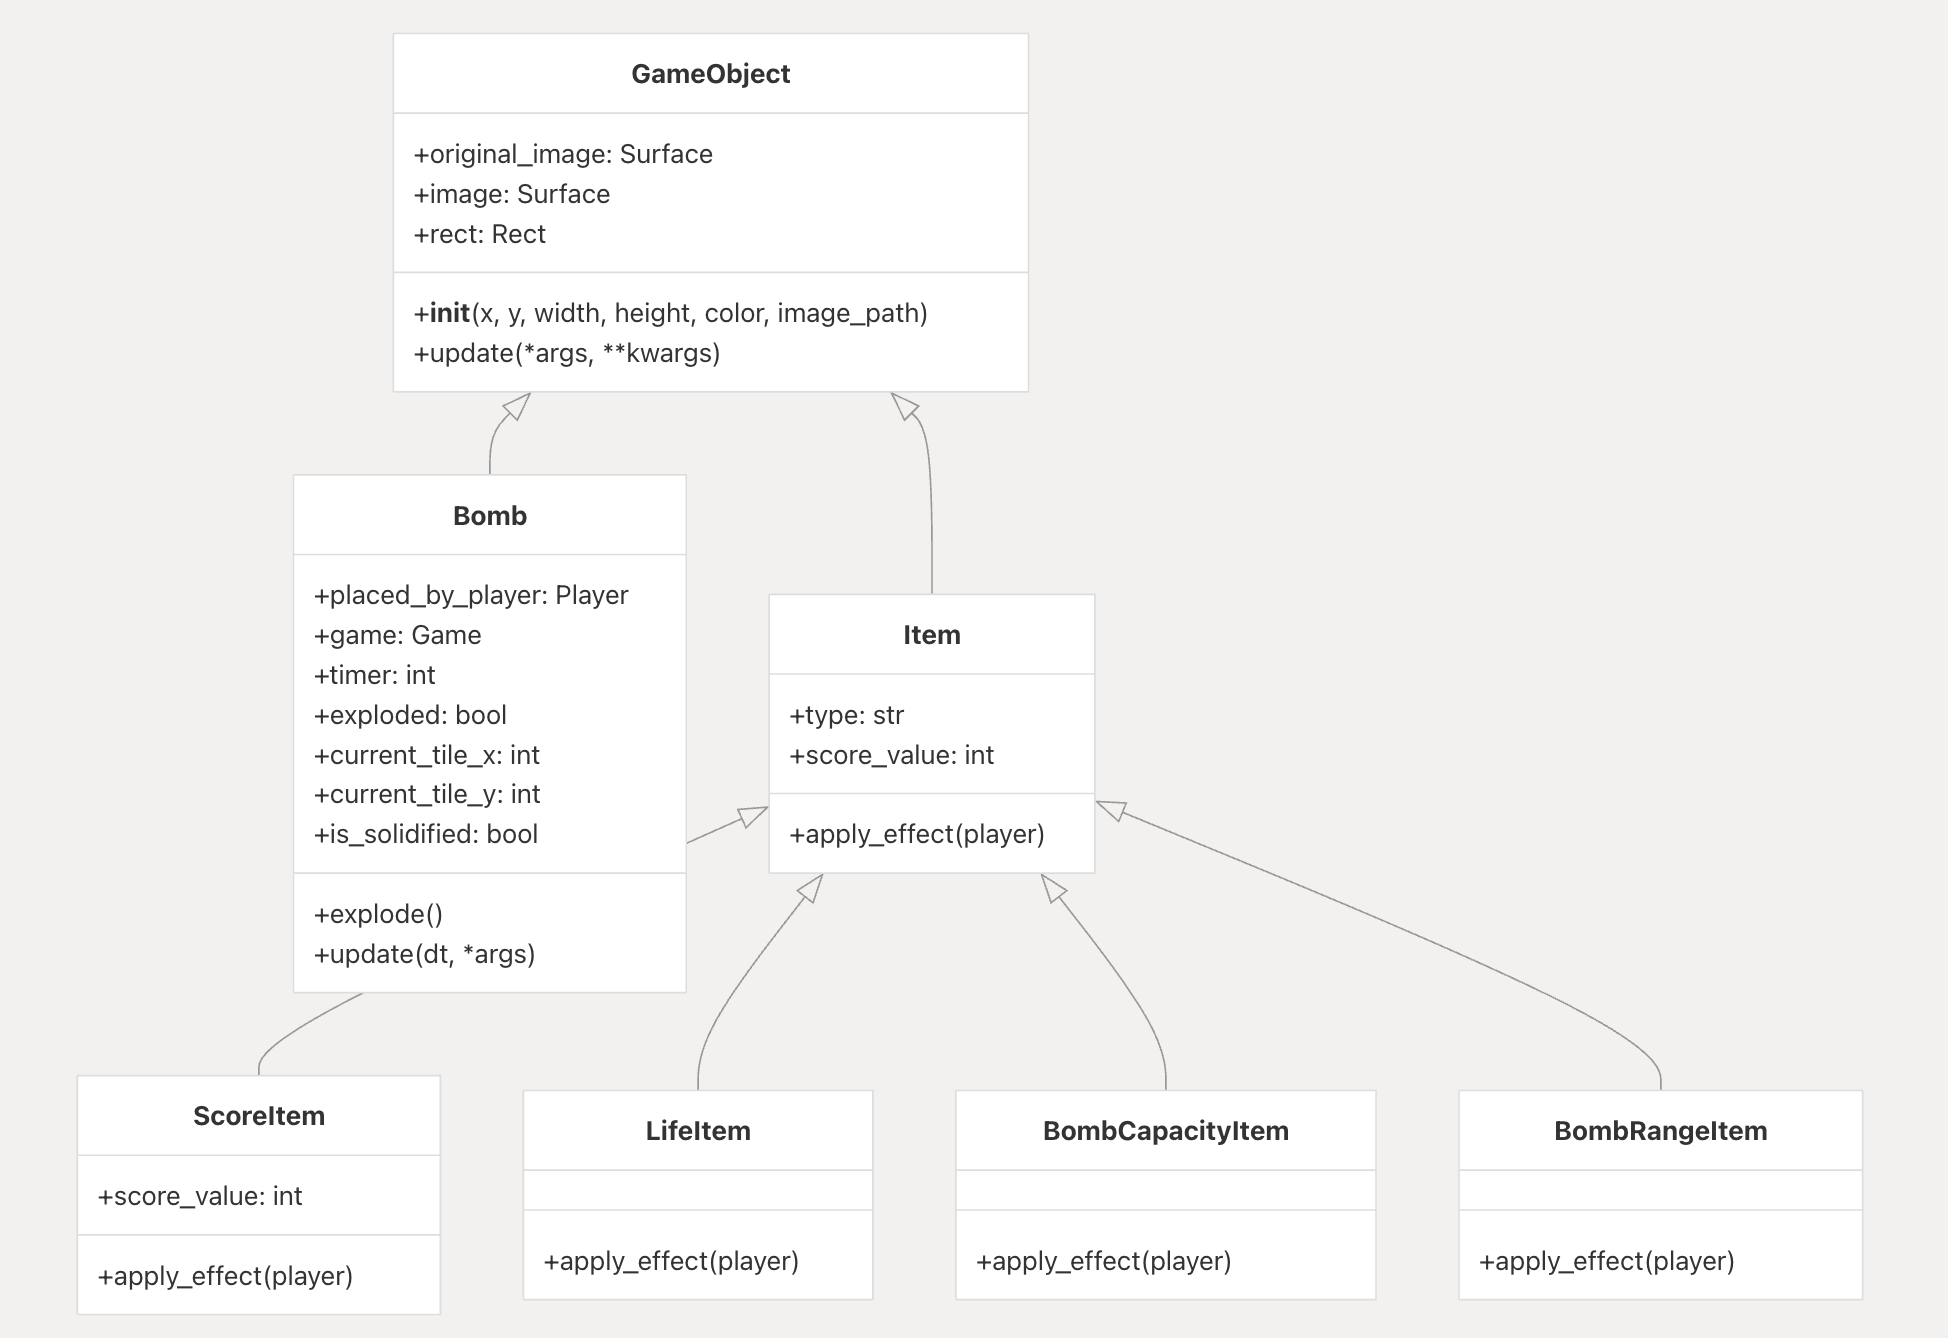 GameObject
+original_image: Surface
+image: Surface
+rect: Rect
+init(x, y, width, height, color, image_path)
+update(*args, **kwargs)
Bomb
+placed_by_player: Player
+game: Game
+timer: int
+exploded: bool
+current_tile_x: int
+current_tile_y: int
+is_solidified: bool
+explode()
+update(dt, *args)
Item
+type: str
+score_value: int
+apply_effect(player)
ScoreItem
+score_value: int
+apply_effect(player)
LifeItem
+apply_effect(player)
BombCapacityItem
+apply_effect(player)
BombRangeItem
+apply_effect(player)